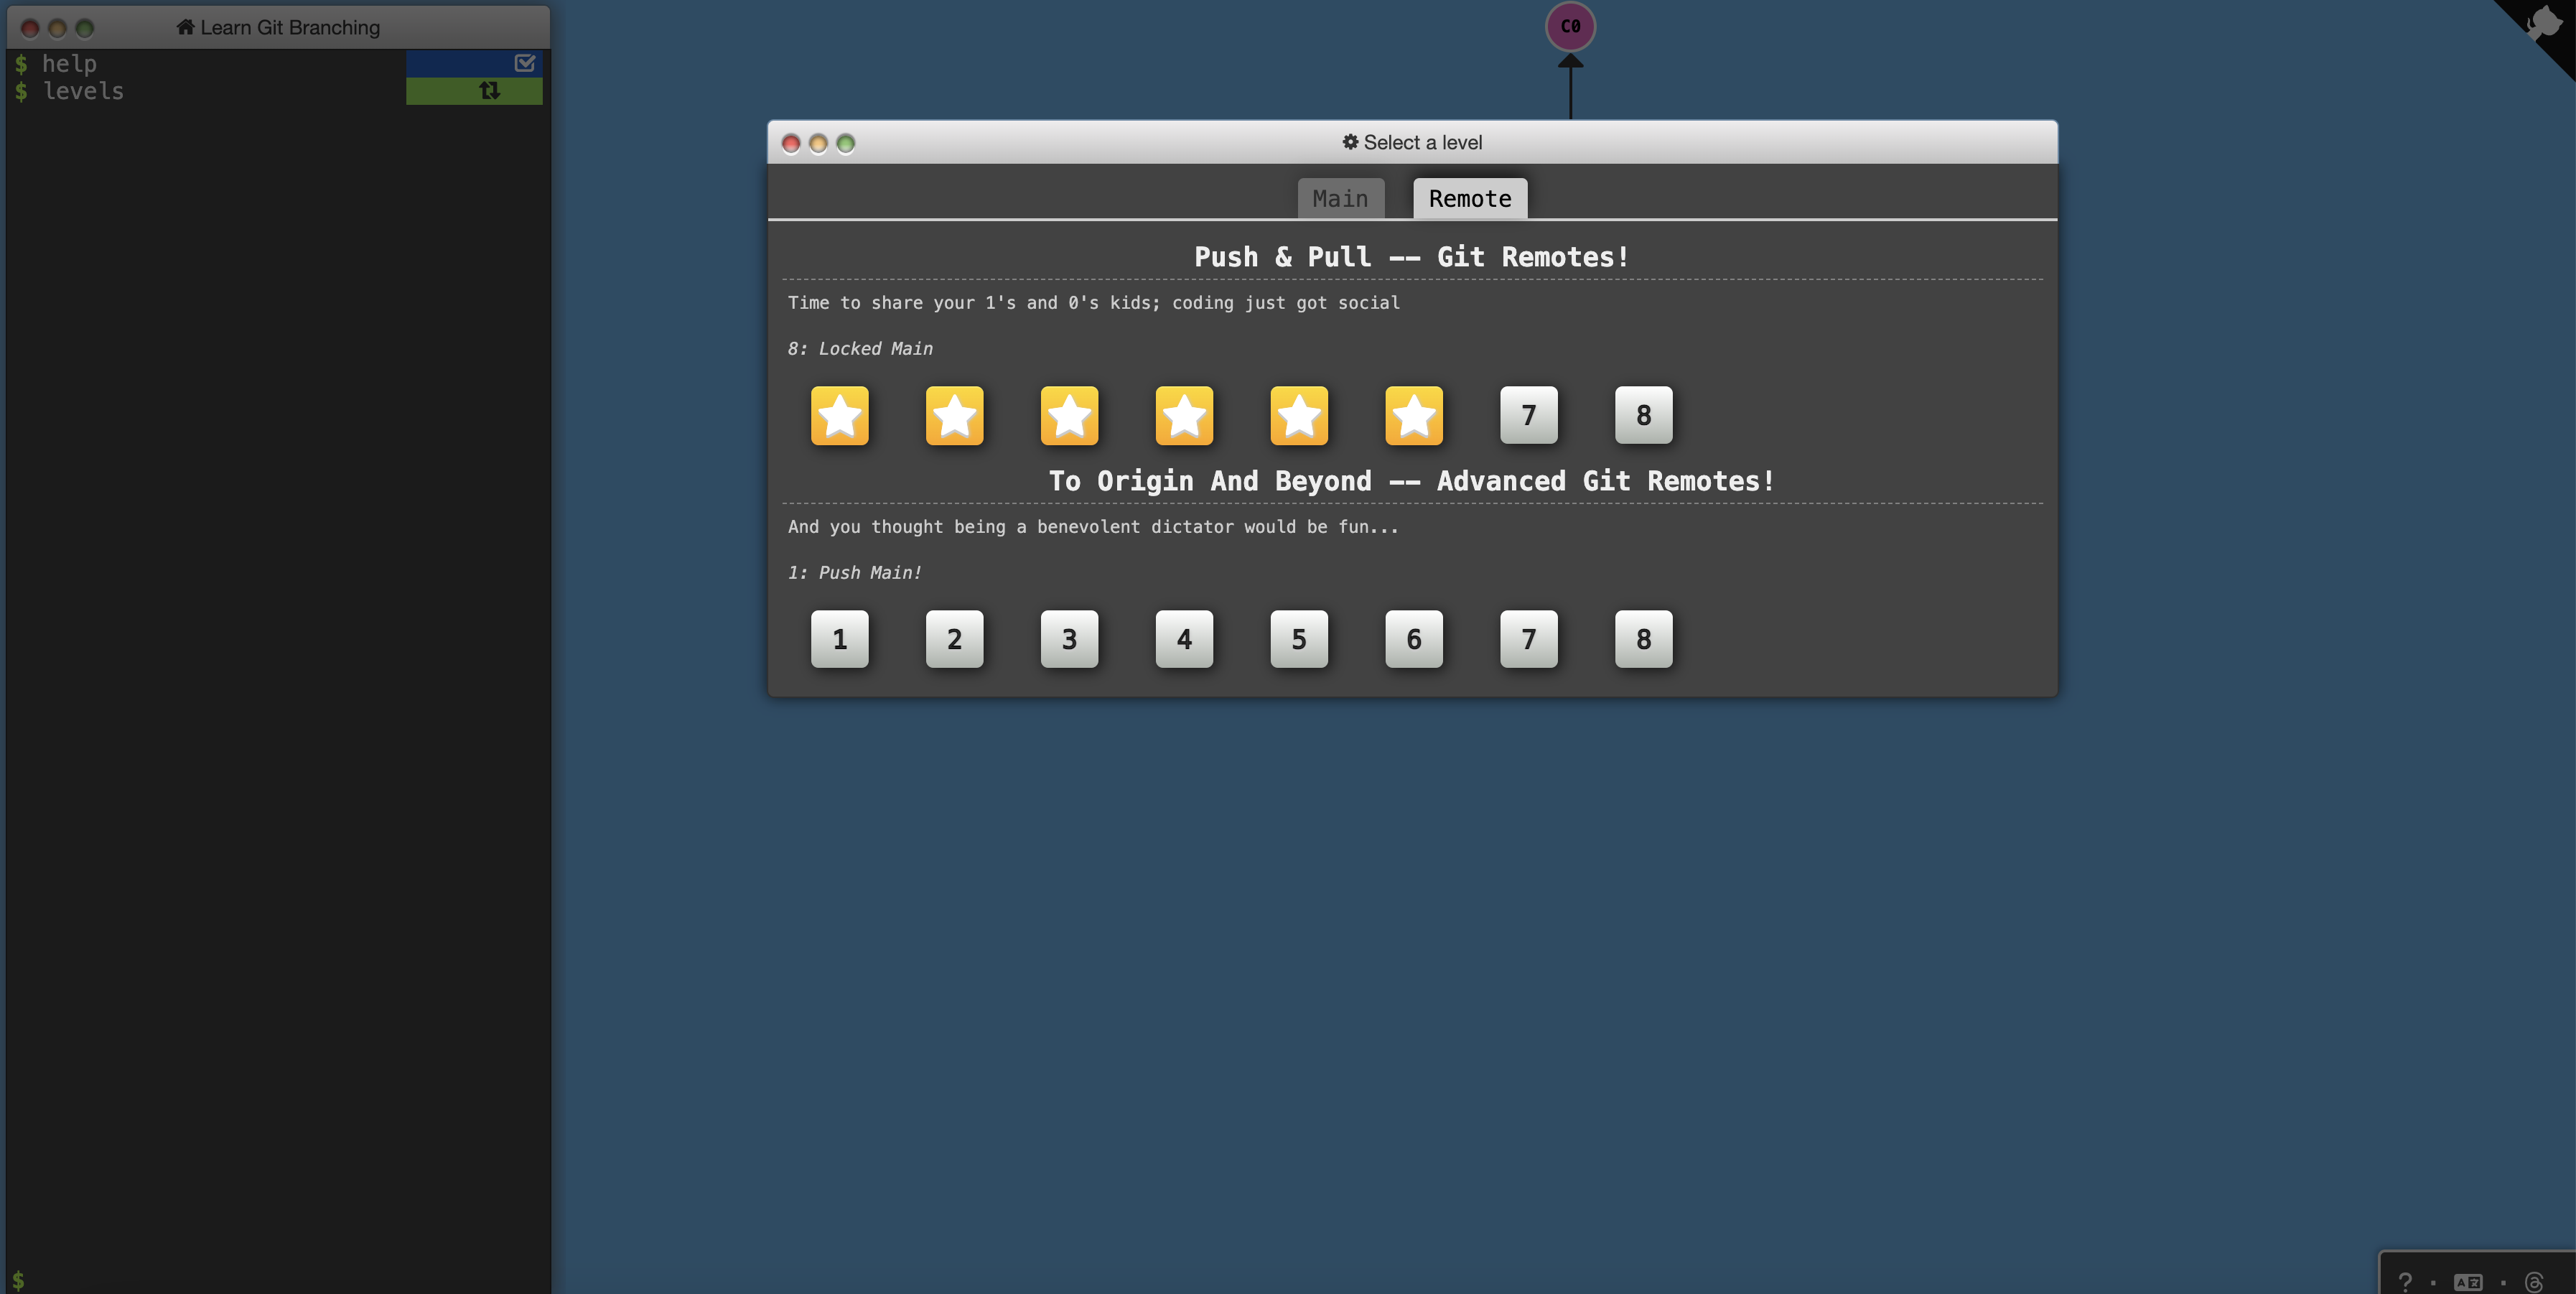 Learn Git Branching
$ help
$ levels
$
C0
Select a level
Main Remote
Push & Pull -- Git Remotes!
Time to share your 1's and 0's kids; coding just got social
8: Locked Main
7 8
To Origin And Beyond -- Advanced Git Remotes!
And you thought being a benevolent dictator would be fun...
1: Push Main!
1 2 3 4 5 6 7 8
? · A ·